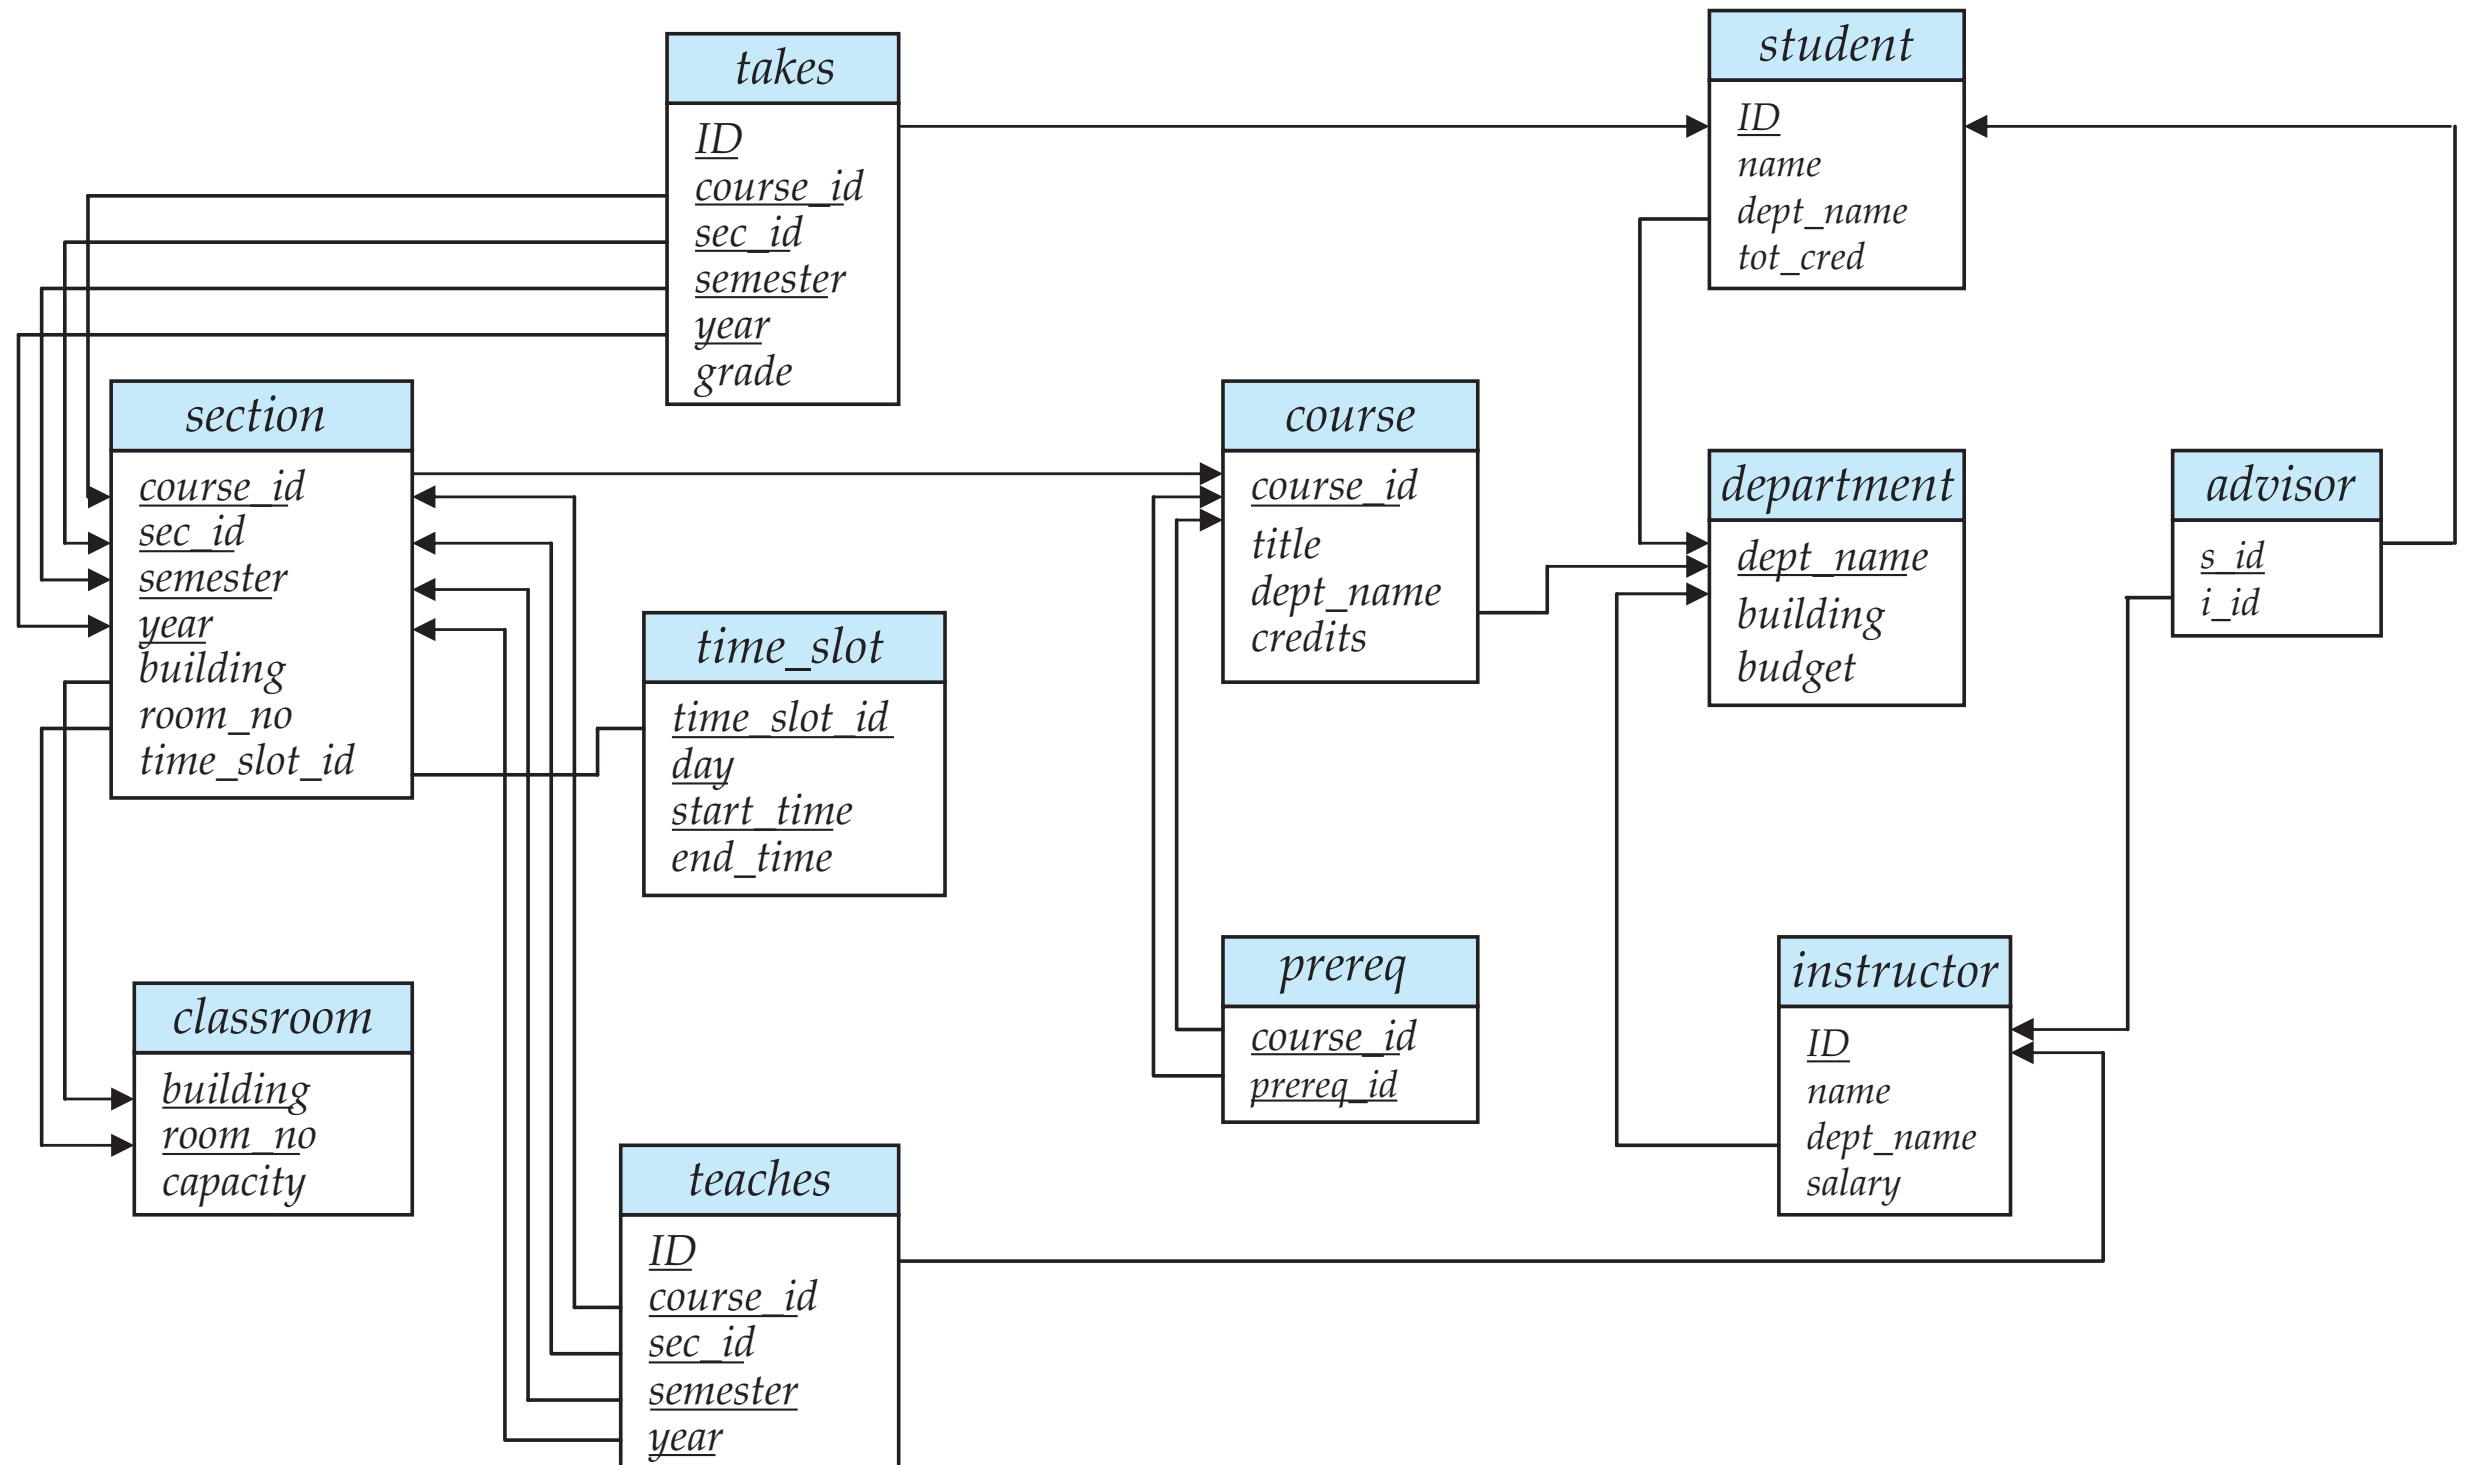 takes
ID
course_id
sec_id
semester
year
grade
student
ID
name
dept_name
tot_cred
section
course_id
sec_id
semester
year
building
room_no
time_slot_id
course
course_id
title
dept_name
credits
department
dept_name
building
budget
advisor
s_id
i_id
time_slot
time_slot_id
day
start_time
end_time
prereq
course_id
prereq_id
instructor
ID
name
dept_name
salary
classroom
building
room_no
capacity
teaches
ID
course_id
sec_id
semester
year